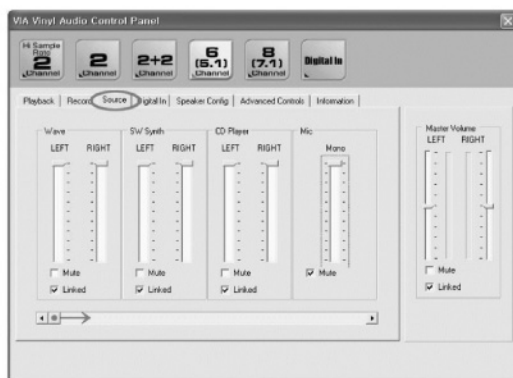 VIA Vinyl Audio Control Panel
Hi Sample
Rate
2
Channel
2
Channel
2+2
Channel
6
(5.1)
Channel
8
(7.1)
Channel
Digital In
Playback Record Source Digital In Speaker Config Advanced Controls Information
Wave
LEFT RIGHT
Mute
Linked
SW Synth
LEFT RIGHT
Mute
Linked
CD Player
LEFT RIGHT
Mute
Linked
Mic
Mono
Mute
Master Volume
LEFT RIGHT
Mute
Linked